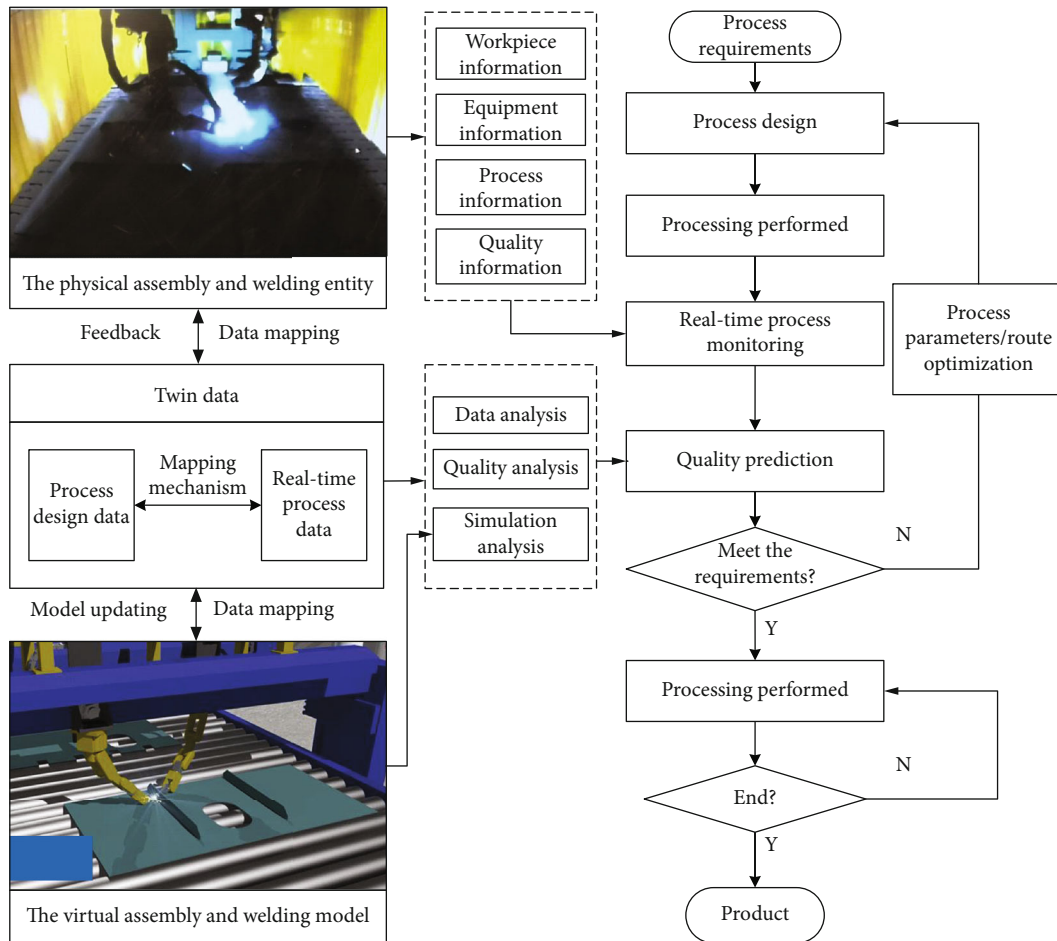 The physical assembly and welding entity
Feedback
Data mapping
Twin data
Process
design data
Mapping
mechanism
Real-time
process
data
Model updating
Data mapping
The virtual assembly and welding model
Workpiece
information
Equipment
information
Process
information
Quality
information
Data analysis
Quality analysis
Simulation
analysis
Process
requirements
Process design
Processing performed
Real-time process
monitoring
Quality prediction
Meet the
requirements?
N
Process
parameters/route
optimization
Y
Processing performed
N
End?
Y
Product